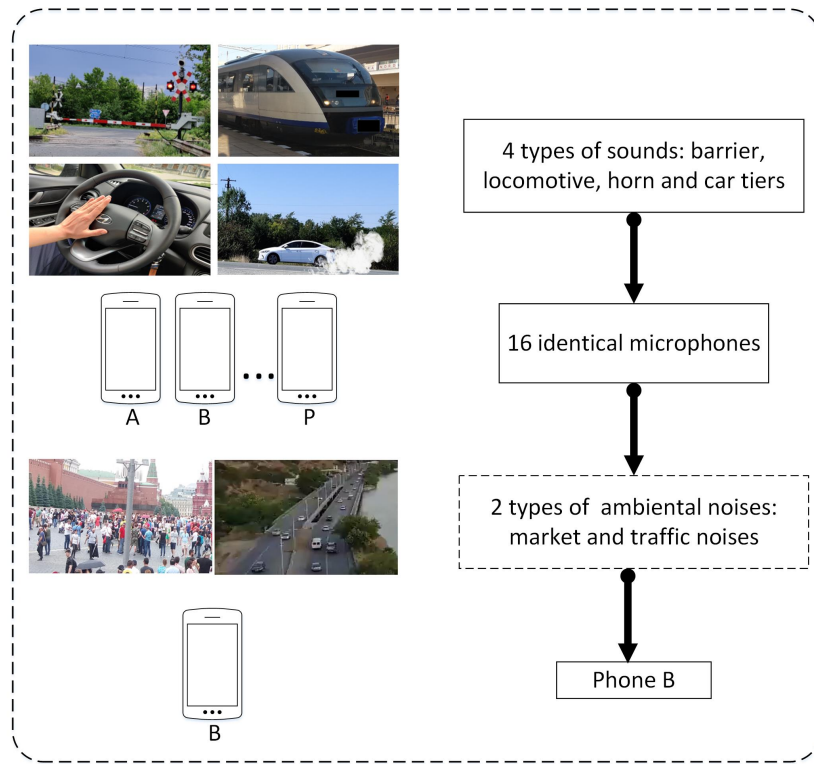 4 types of sounds: barrier,
locomotive, horn and car tiers
16 identical microphones
A B P
2 types of ambiental noises:
market and traffic noises
Phone B
B